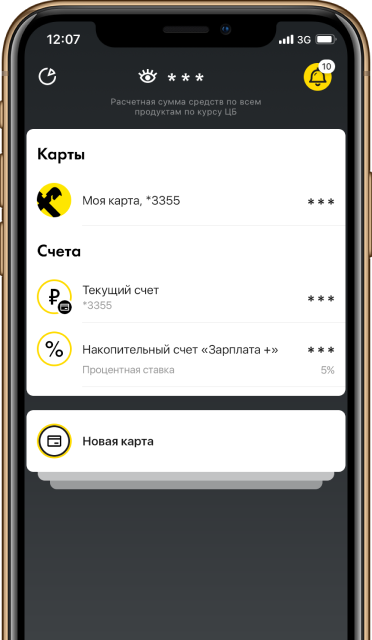 12:07
3G
10
***
Расчетная сумма средств по всем
продуктам по курсу ЦБ
Карты
Моя карта, *3355 ***
Счета
Текущий счет
*3355 ***
Накопительный счет «Зарплата +» ***
Процентная ставка 5%
Новая карта